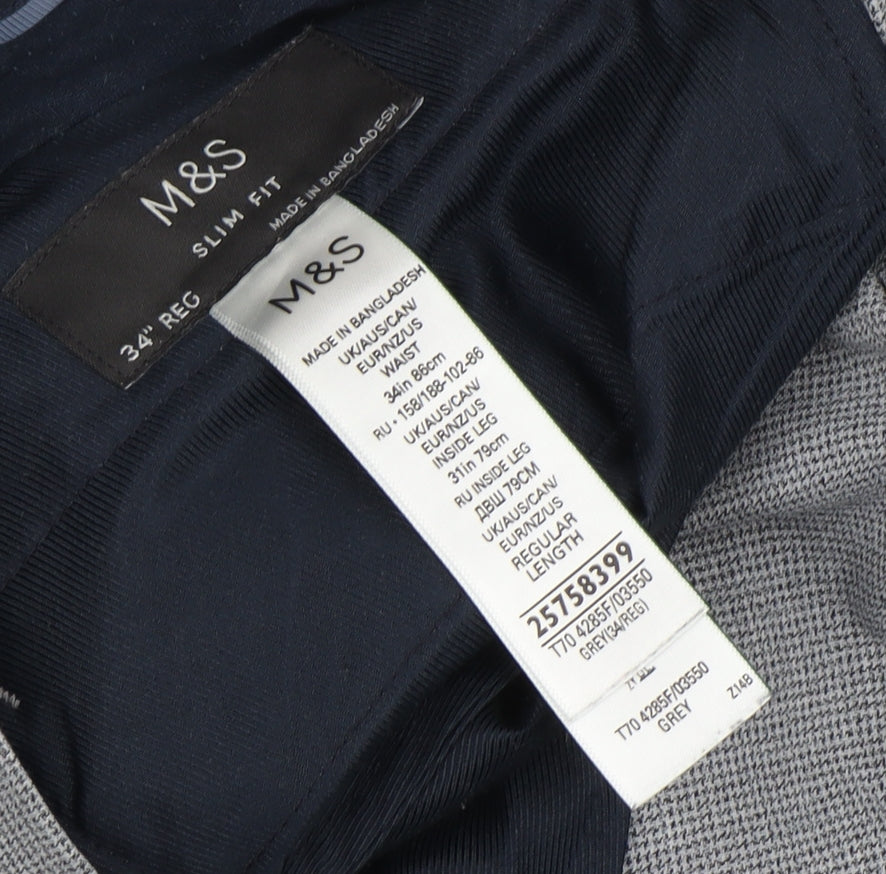 M&S
SLIM FIT
34" REG
MADE IN BANGLADESH
M&S
MADE IN BANGLADESH
UK/AUS/CAN/
EUR/NZ/US
WAIST
34in 86cm
RU • 158/188-102-86
UK/AUS/CAN/
EUR/NZ/US
INSIDE LEG
31in 79cm
RU INSIDE LEG
ДВШ 79CM
UK/AUS/CAN/
EUR/NZ/US
REGULAR
LENGTH
25758399
T70 4285F/03550
GREY(34/REG)
T70 4285F/03550
GREY
Z14B